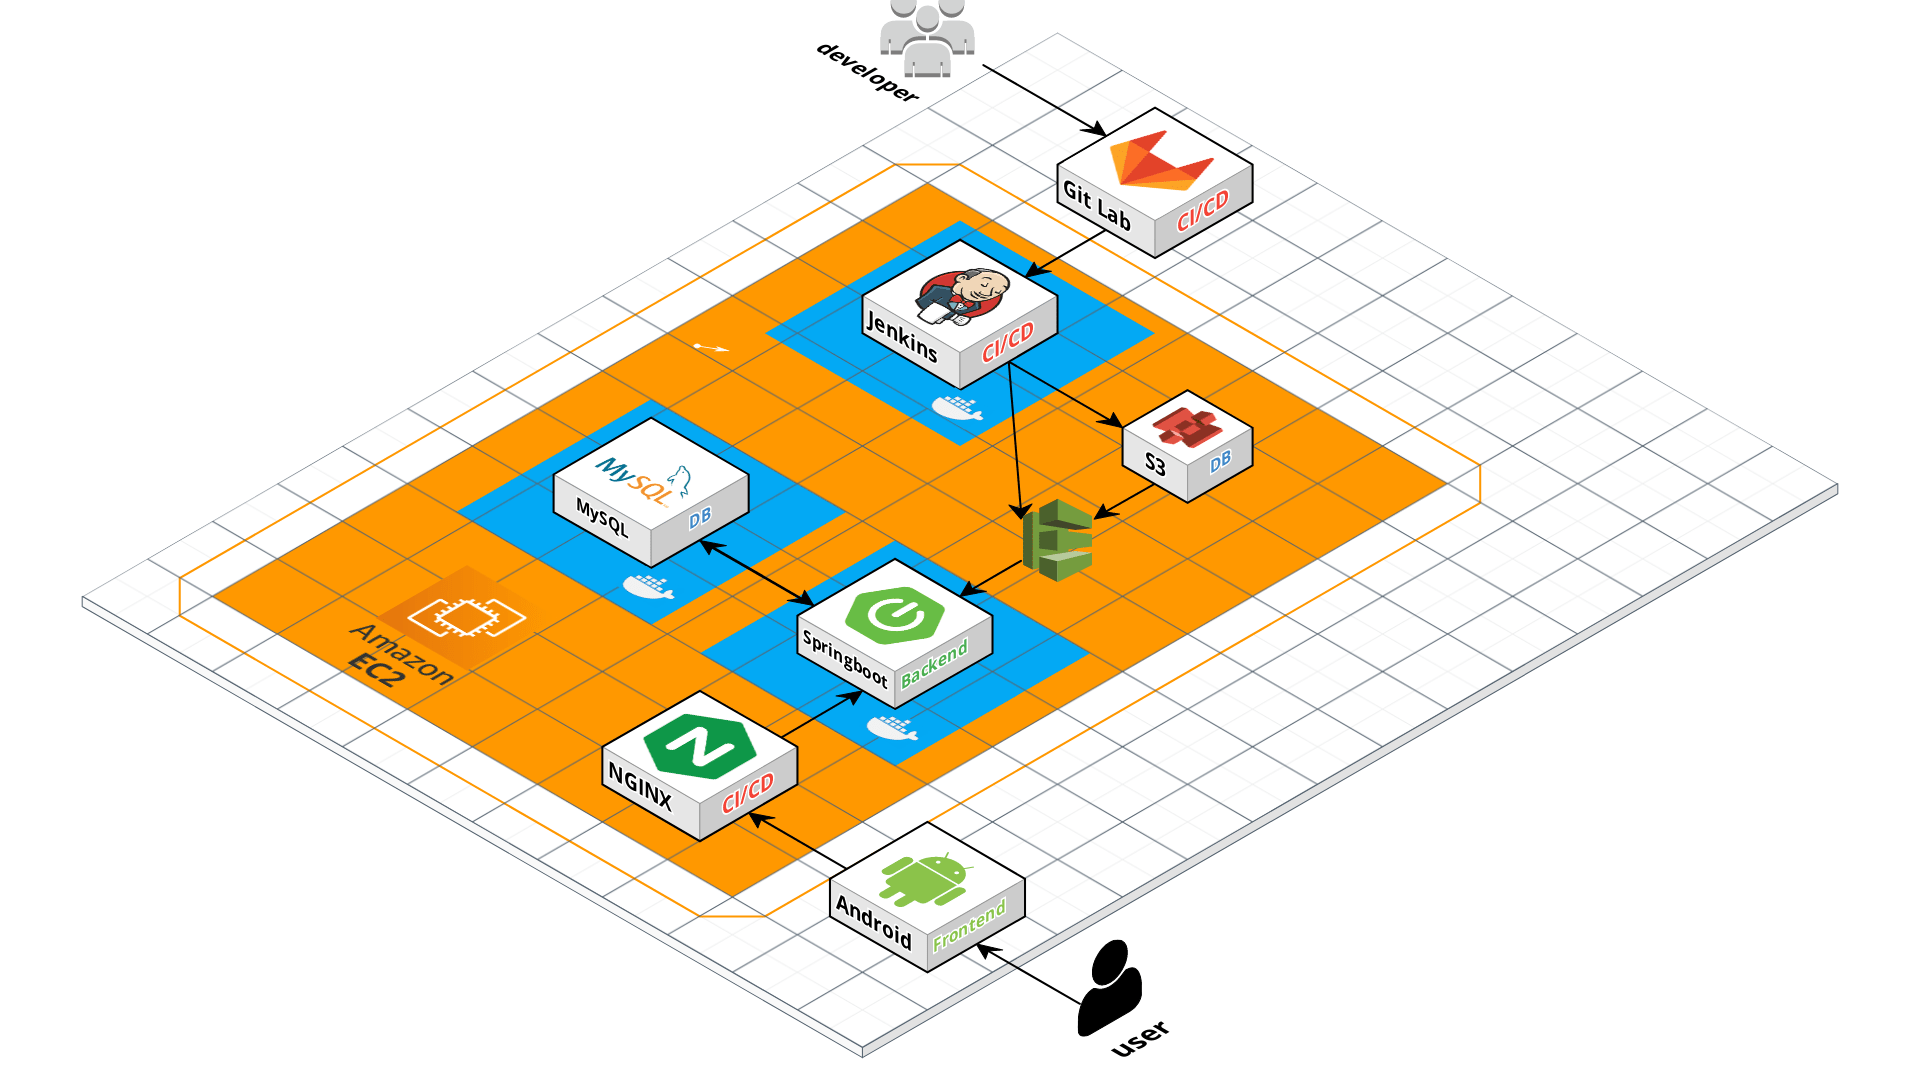 developer
Git Lab
CI/CD
Jenkins
CI/CD
S3
DB
MySQL
MySQL
DB
Springboot
Backend
Amazon
EC2
NGINX
CI/CD
Android
Frontend
user